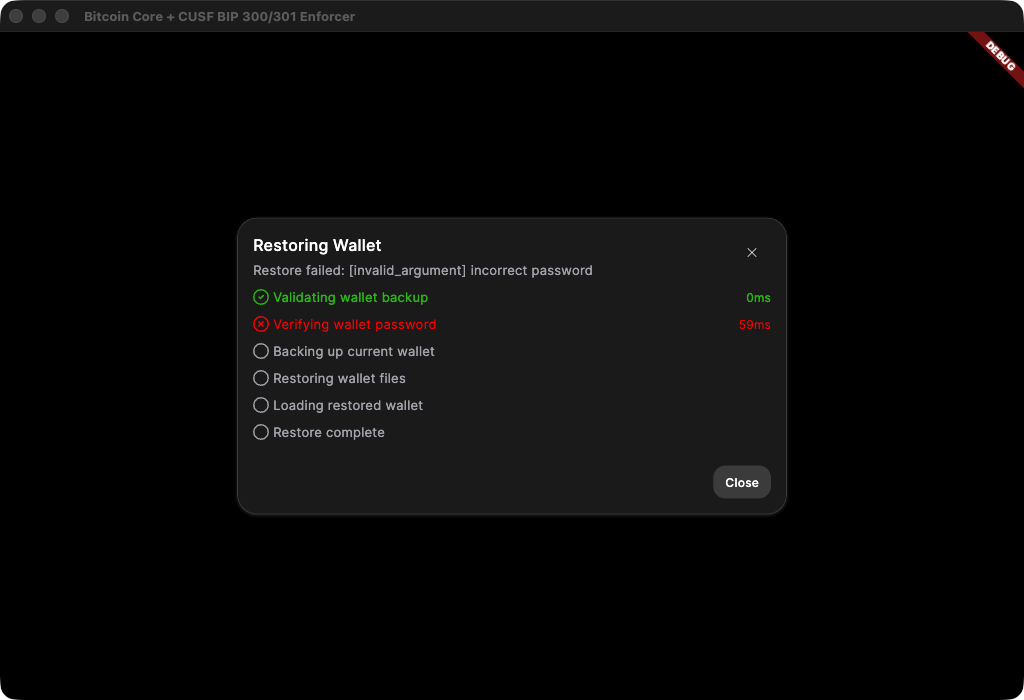 Bitcoin Core + CUSF BIP 300/301 Enforcer
DEBUG
Restoring Wallet
Restore failed: [invalid_argument] incorrect password
Validating wallet backup 0ms
Verifying wallet password 59ms
Backing up current wallet
Restoring wallet files
Loading restored wallet
Restore complete
Close